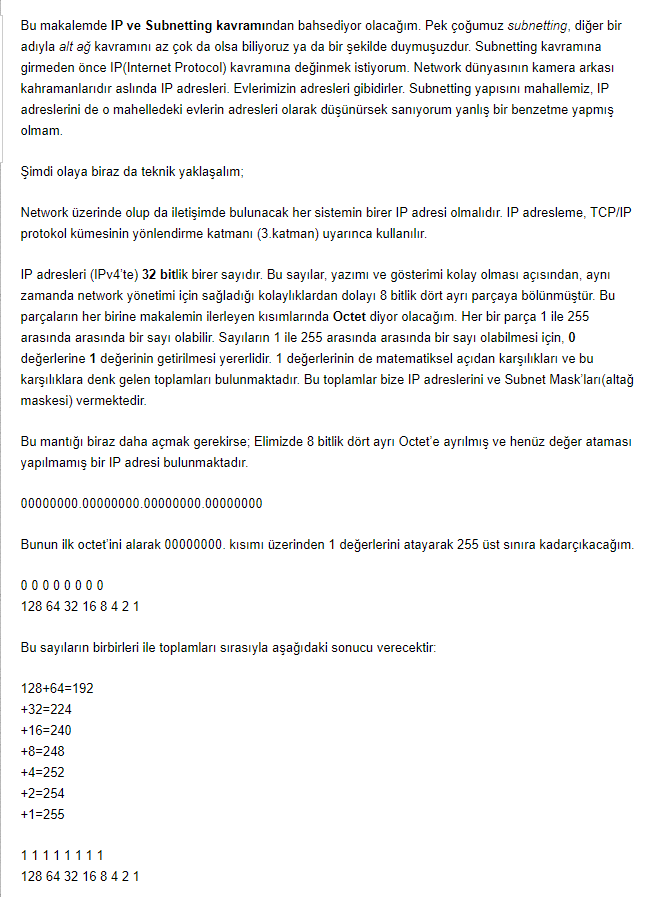 Bu makalemde IP ve Subnetting kavramından bahsediyor olacağım. Pek çoğumuz subnetting, diğer bir
adıyla alt ağ kavramını az çok da olsa biliyoruz ya da bir şekilde duymuşuzdur. Subnetting kavramına
girmeden önce IP(Internet Protocol) kavramına değinmek istiyorum. Network dünyasının kamera arkası
kahramanlarıdır aslında IP adresleri. Evlerimizin adresleri gibidirler. Subnetting yapısını mahallemiz, IP
adreslerini de o mahelledeki evlerin adresleri olarak düşünürsek sanıyorum yanlış bir benzetme yapmış
olmam.
Şimdi olaya biraz da teknik yaklaşalım;
Network üzerinde olup da iletişimde bulunacak her sistemin birer IP adresi olmalıdır. IP adresleme, TCP/IP
protokol kümesinin yönlendirme katmanı (3.katman) uyarınca kullanılır.
IP adresleri (IPv4'te) 32 bitlik birer sayıdır. Bu sayılar, yazımı ve gösterimi kolay olması açısından, aynı
zamanda network yönetimi için sağladığı kolaylıklardan dolayı 8 bitlik dört ayrı parçaya bölünmüştür. Bu
parçaların her birine makalemin ilerleyen kısımlarında Octet diyor olacağım. Her bir parça 1 ile 255
arasında arasında bir sayı olabilir. Sayıların 1 ile 255 arasında arasında bir sayı olabilmesi için, 0
değerlerine 1 değerinin getirilmesi yererlidir. 1 değerlerinin de matematiksel açıdan karşılıkları ve bu
karşılıklara denk gelen toplamları bulunmaktadır. Bu toplamlar bize IP adreslerini ve Subnet Mask'ları(altağ
maskesi) vermektedir.
Bu mantığı biraz daha açmak gerekirse; Elimizde 8 bitlik dört ayrı Octet'e ayrılmış ve henüz değer ataması
yapılmamış bir IP adresi bulunmaktadır.
00000000.00000000.00000000.00000000
Bunun ilk octet'ini alarak 00000000. kısımı üzerinden 1 değerlerini atayarak 255 üst sınıra kadarçıkacağım.
0 0 0 0 0 0 0 0
128 64 32 16 8 4 2 1
Bu sayıların birbirleri ile toplamları sırasıyla aşağıdaki sonucu verecektir:
128+64=192
+32=224
+16=240
+8=248
+4=252
+2=254
+1=255
1 1 1 1 1 1 1 1
128 64 32 16 8 4 2 1